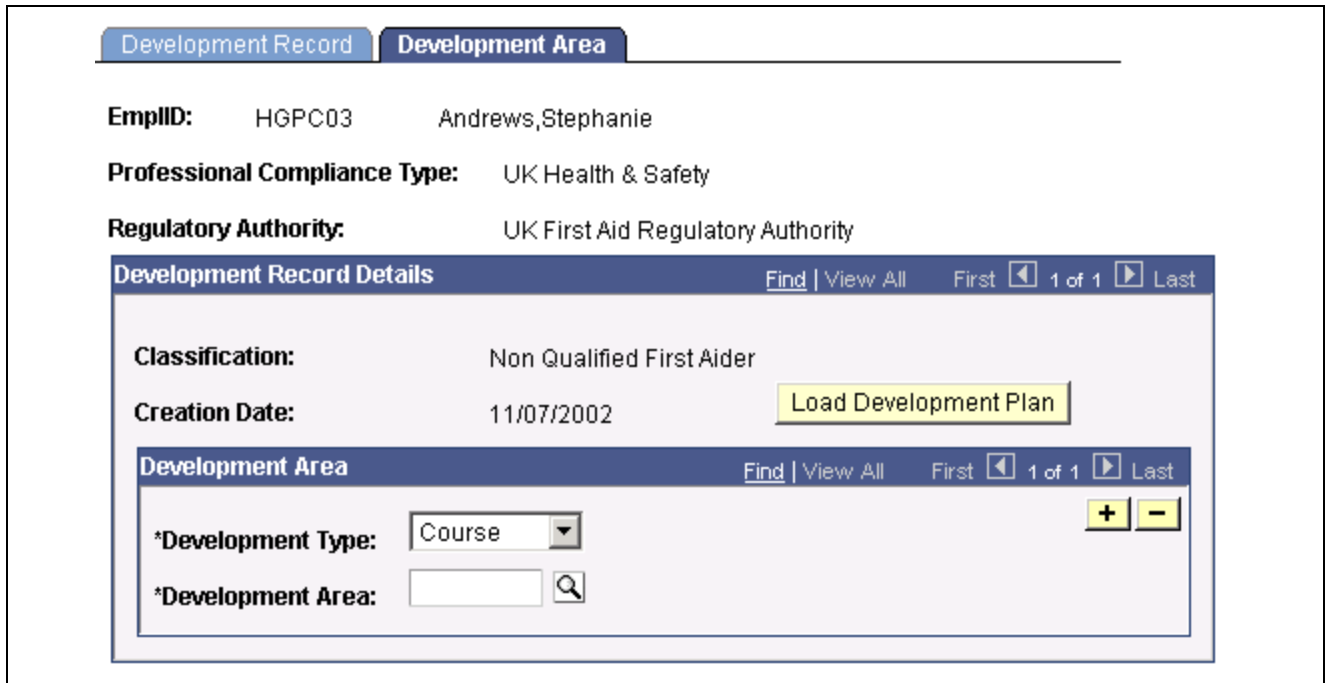 Development Record Development Area
EmplID: HGPC03 Andrews,Stephanie
Professional Compliance Type: UK Health & Safety
Regulatory Authority: UK First Aid Regulatory Authority
Development Record Details Find | View All First 1 of 1 Last
Classification: Non Qualified First Aider
Load Development Plan
Creation Date: 11/07/2002
Development Area Find | View All First 1 of 1 Last
+ −
*Development Type: Course
*Development Area: